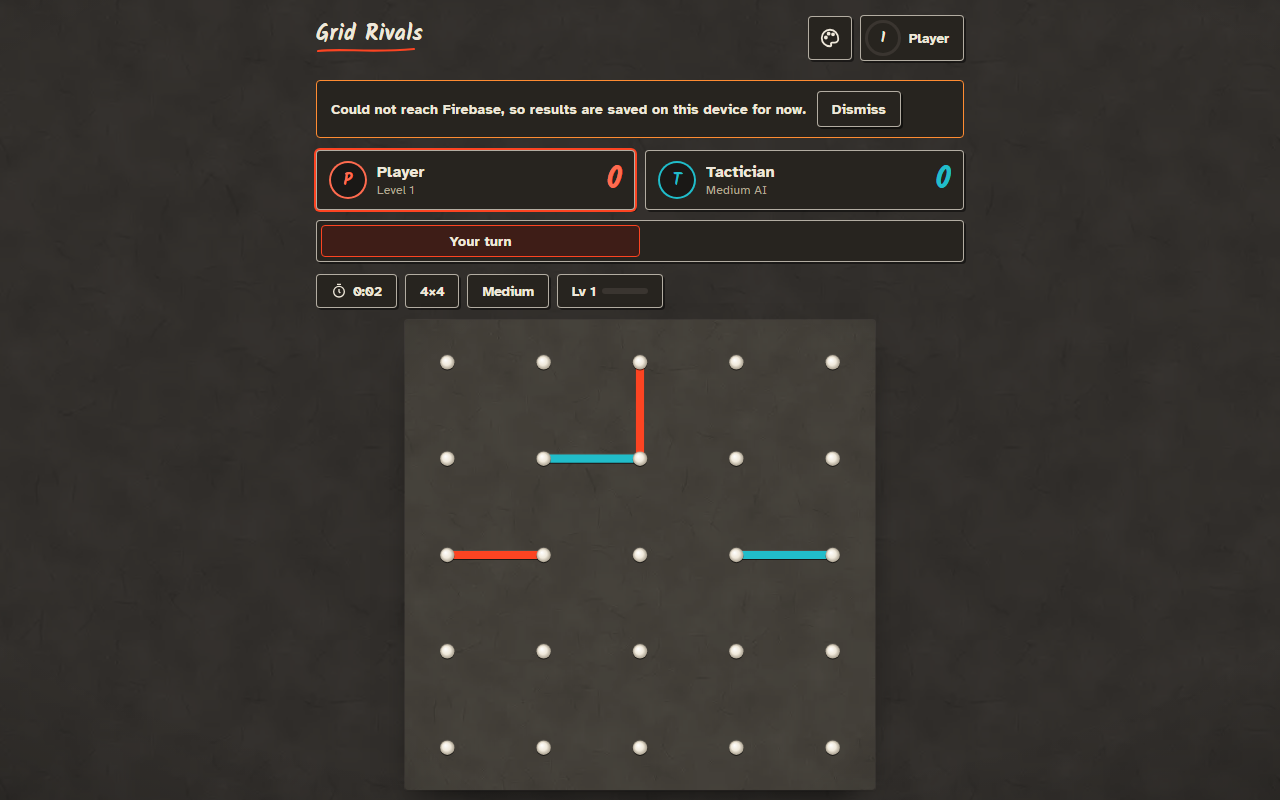 Grid Rivals
1 Player
Could not reach Firebase, so results are saved on this device for now. Dismiss
P Player 0
Level 1
T Tactician 0
Medium AI
Your turn
0:02 4×4 Medium Lv 1